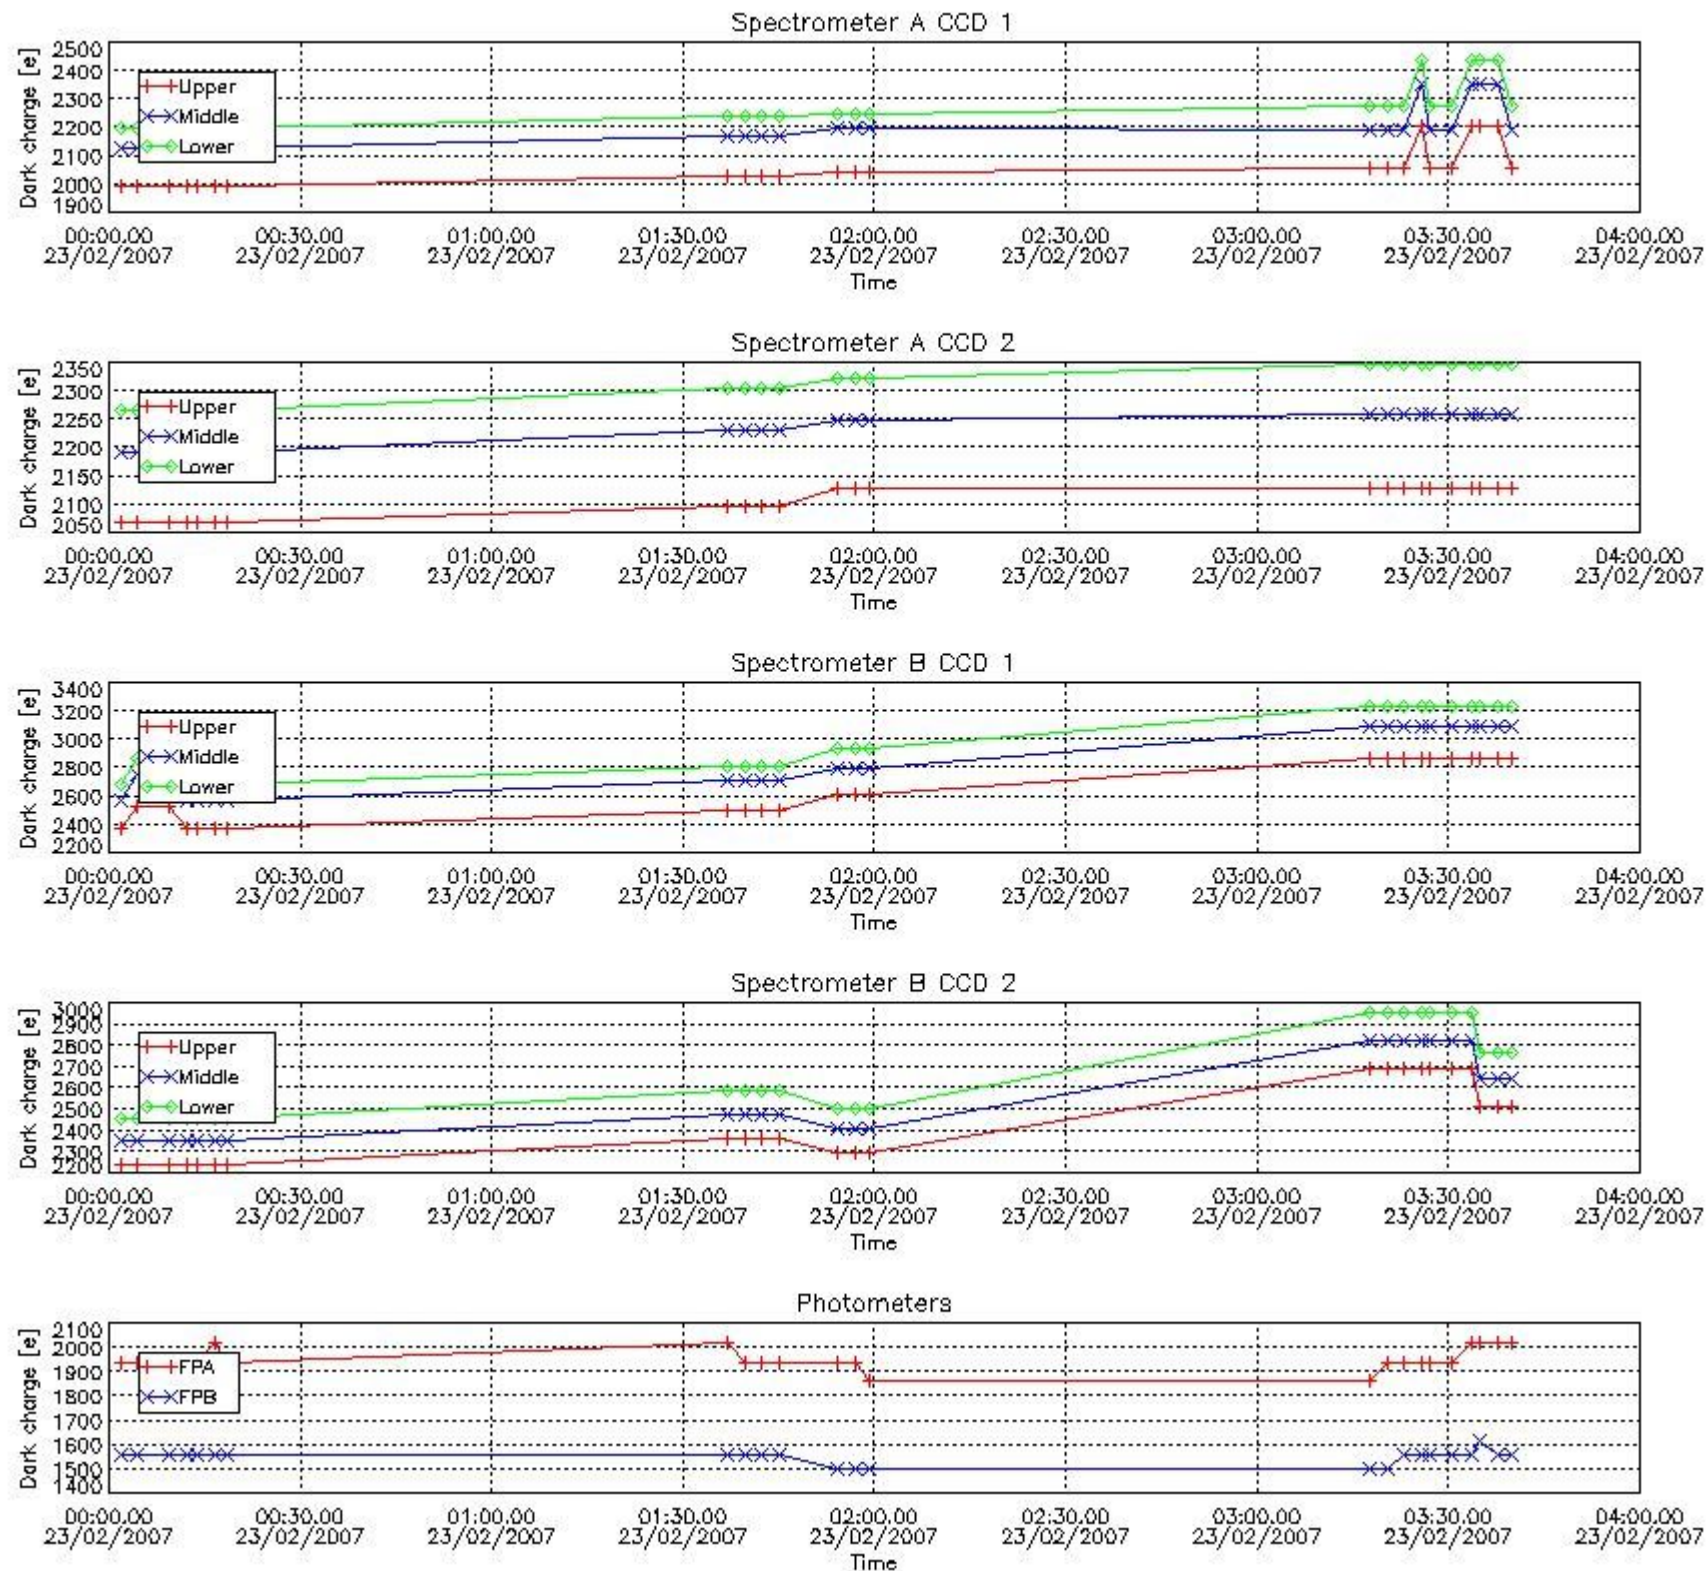 Spectrometer A CCD 1
Dark charge [e]
2500
2400
2300
2200
2100
2000
1900
Upper
Middle
Lower
00:00.00 00:30.00 01:00.00 01:30.00 02:00.00 02:30.00 03:00.00 03:30.00 04:00.00
23/02/2007 23/02/2007 23/02/2007 23/02/2007 23/02/2007 23/02/2007 23/02/2007 23/02/2007 23/02/2007
Time
Spectrometer A CCD 2
Dark charge [e]
2350
2300
2250
2200
2150
2100
2050
Upper
Middle
Lower
00:00.00 00:30.00 01:00.00 01:30.00 02:00.00 02:30.00 03:00.00 03:30.00 04:00.00
23/02/2007 23/02/2007 23/02/2007 23/02/2007 23/02/2007 23/02/2007 23/02/2007 23/02/2007 23/02/2007
Time
Spectrometer B CCD 1
Dark charge [e]
3400
3200
3000
2800
2600
2400
2200
Upper
Middle
Lower
00:00.00 00:30.00 01:00.00 01:30.00 02:00.00 02:30.00 03:00.00 03:30.00 04:00.00
23/02/2007 23/02/2007 23/02/2007 23/02/2007 23/02/2007 23/02/2007 23/02/2007 23/02/2007 23/02/2007
Time
Spectrometer B CCD 2
Dark charge [e]
3000
2900
2800
2700
2600
2500
2400
2300
2200
Upper
Middle
Lower
00:00.00 00:30.00 01:00.00 01:30.00 02:00.00 02:30.00 03:00.00 03:30.00 04:00.00
23/02/2007 23/02/2007 23/02/2007 23/02/2007 23/02/2007 23/02/2007 23/02/2007 23/02/2007 23/02/2007
Time
Photometers
Dark charge [e]
2100
2000
1900
1800
1700
1600
1500
1400
FPA
FPB
00:00.00 00:30.00 01:00.00 01:30.00 02:00.00 02:30.00 03:00.00 03:30.00 04:00.00
23/02/2007 23/02/2007 23/02/2007 23/02/2007 23/02/2007 23/02/2007 23/02/2007 23/02/2007 23/02/2007
Time